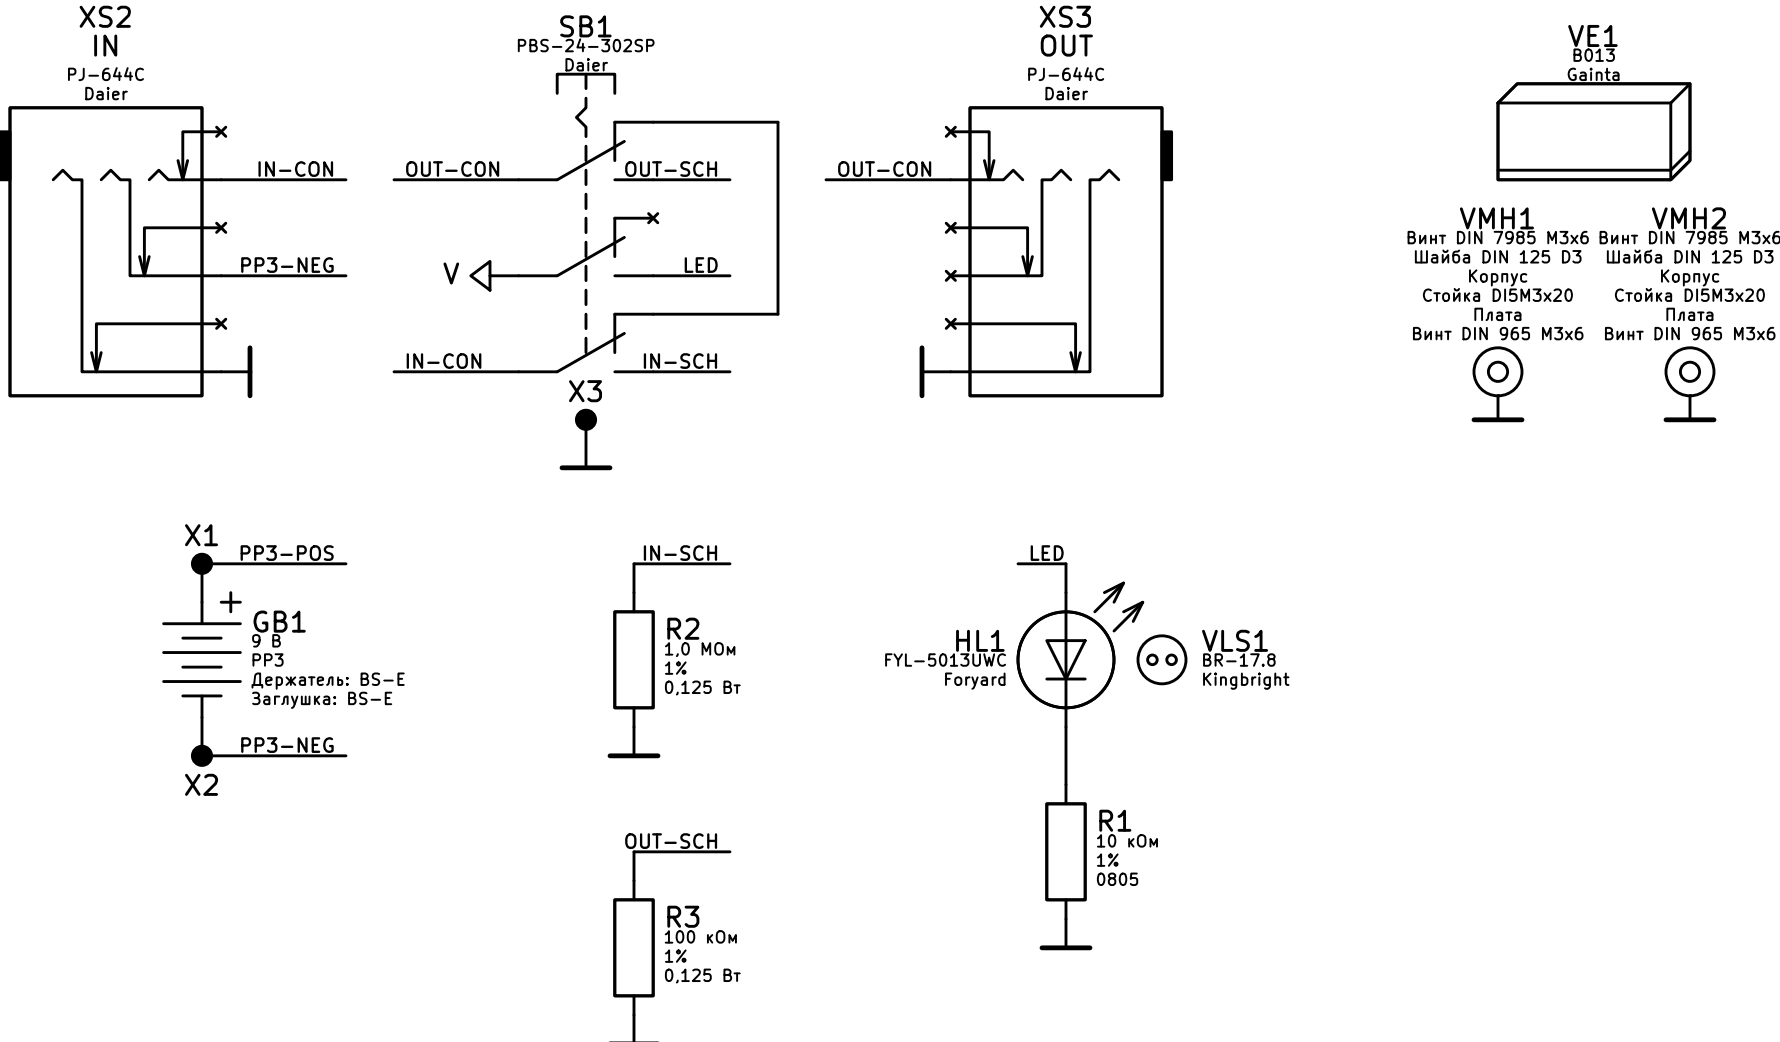 XS2
IN
PJ-644C
Daier
IN-CON
PP3-NEG
SB1
PBS-24-302SP
Daier
OUT-CON
OUT-SCH
V
LED
IN-CON
IN-SCH
X3
XS3
OUT
PJ-644C
Daier
OUT-CON
VE1
B013
Gainta
VMH1
Винт DIN 7985 М3х6
Шайба DIN 125 D3
Корпус
Стойка DI5M3x20
Плата
Винт DIN 965 М3х6
VMH2
Винт DIN 7985 М3х6
Шайба DIN 125 D3
Корпус
Стойка DI5M3x20
Плата
Винт DIN 965 М3х6
X1
PP3-POS
+
GB1
9 В
PP3
Держатель: BS-E
Заглушка: BS-E
PP3-NEG
X2
IN-SCH
R2
1,0 МОм
1%
0,125 Вт
OUT-SCH
R3
100 кОм
1%
0,125 Вт
LED
HL1
FYL-5013UWC
Foryard
VLS1
BR-17.8
Kingbright
R1
10 кОм
1%
0805